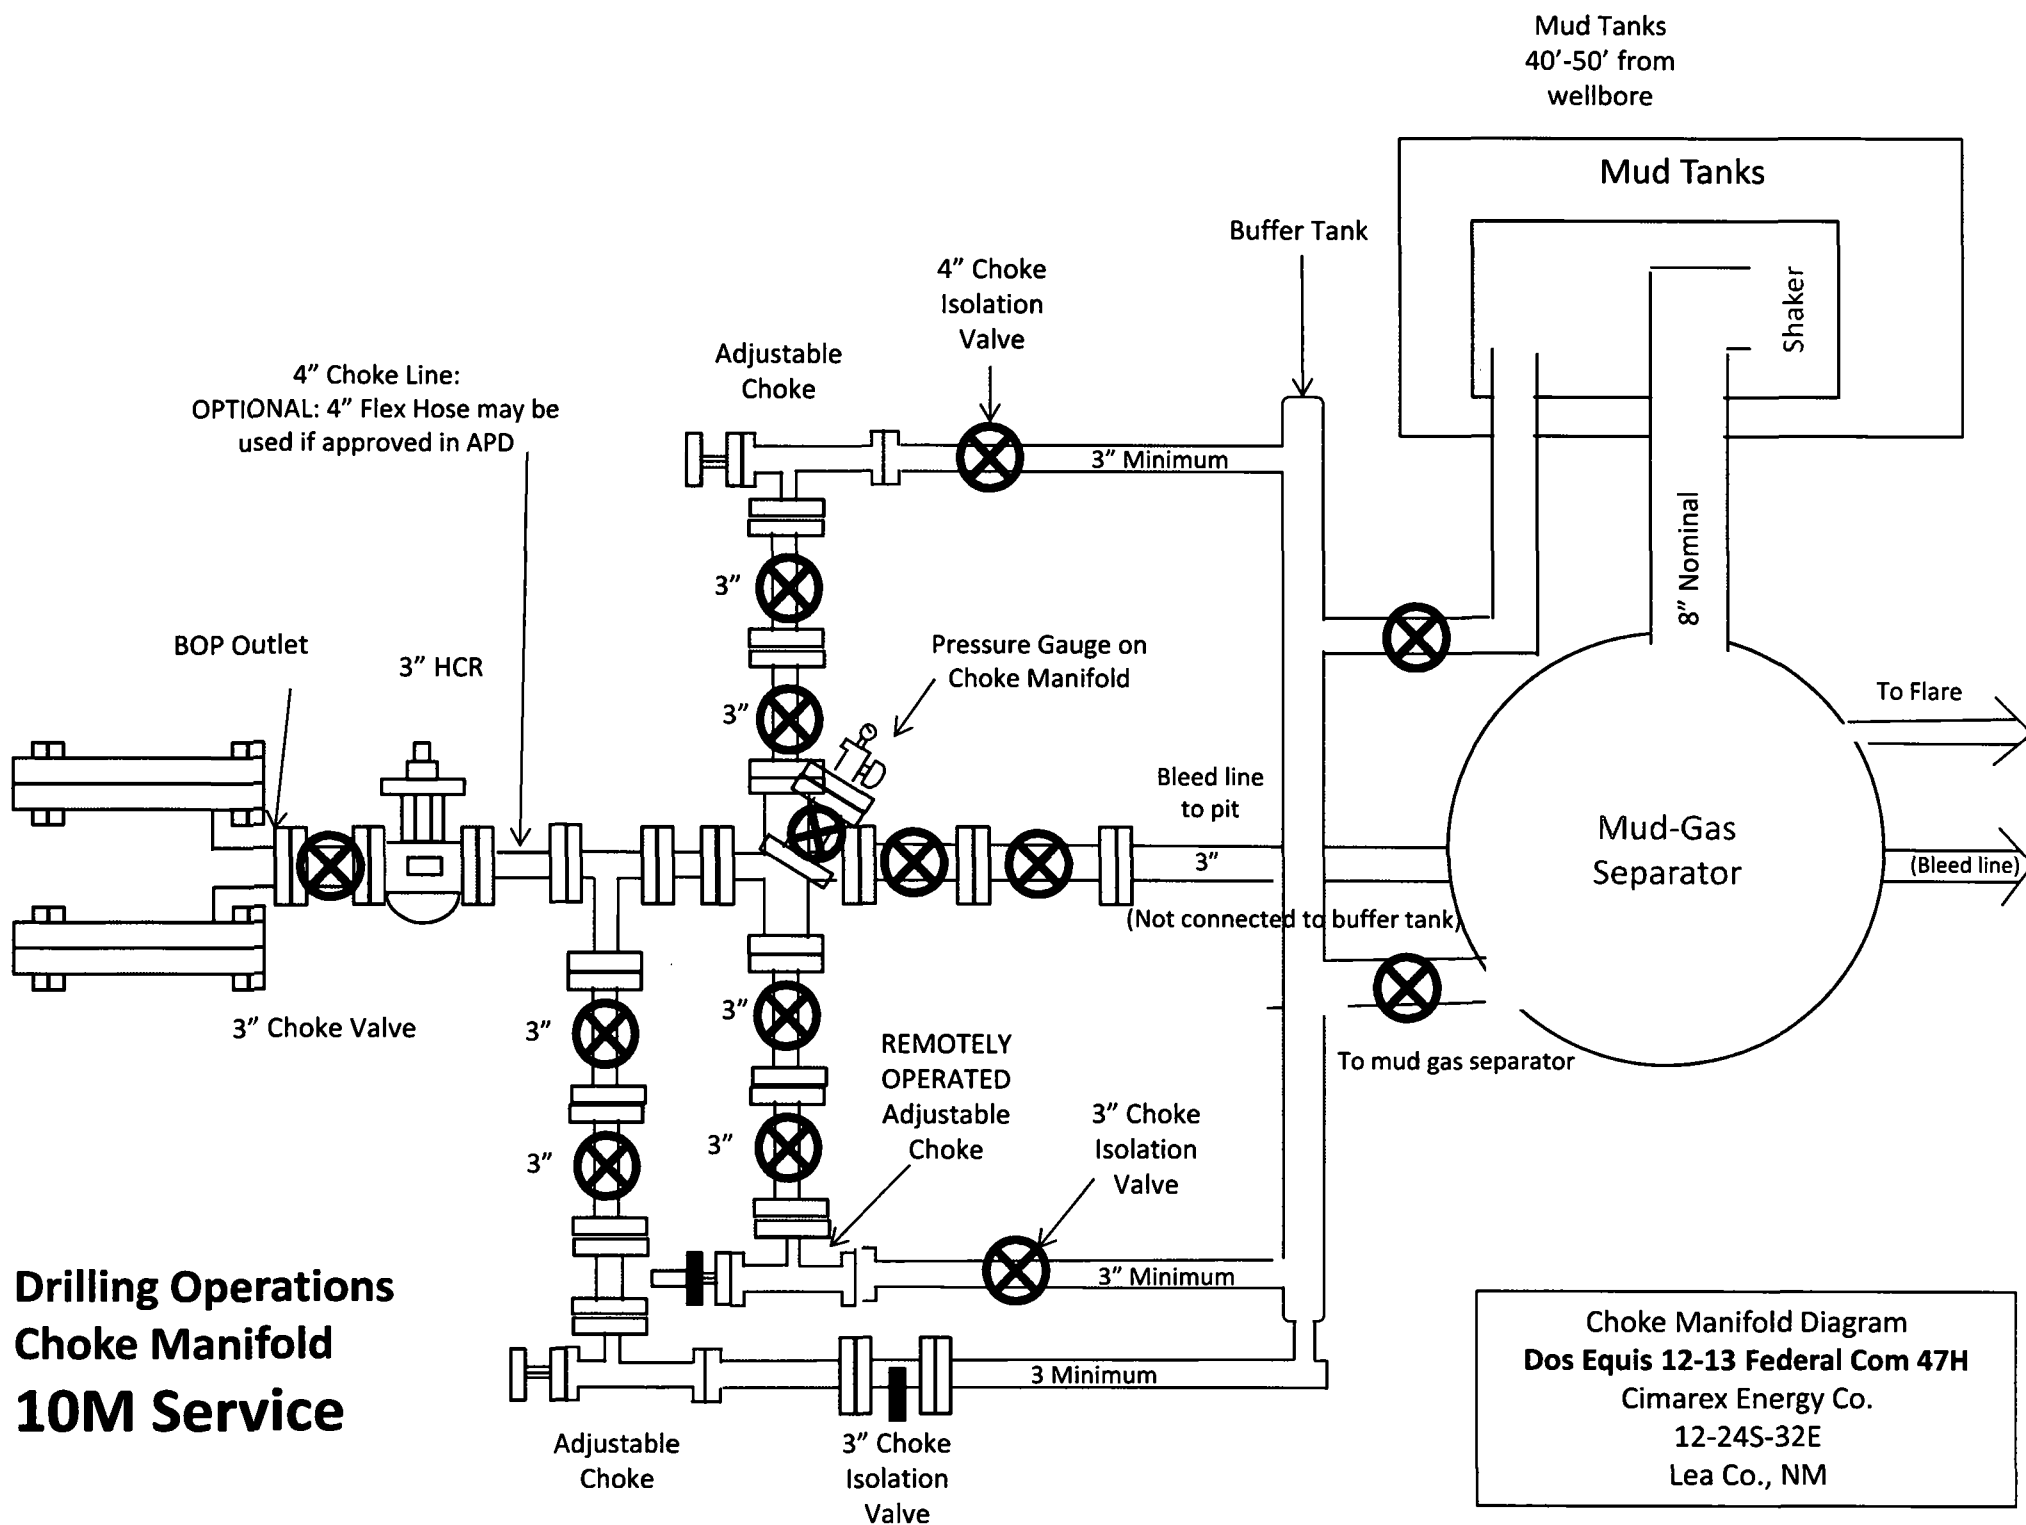 Mud Tanks
40’-50’ from
wellbore
Mud Tanks
Shaker
Buffer Tank
4” Choke
Isolation
Valve
Adjustable
Choke
4” Choke Line:
OPTIONAL: 4” Flex Hose may be
used if approved in APD
3” Minimum
8” Nominal
3”
BOP Outlet
3” HCR
Pressure Gauge on
Choke Manifold
3”
To Flare
Bleed line
to pit
3”
Mud-Gas
Separator
(Bleed line)
(Not connected to buffer tank)
3” Choke Valve
3”
3”
REMOTELY
OPERATED
Adjustable
Choke
To mud gas separator
3” Choke
Isolation
Valve
3”
3”
3” Minimum
3 Minimum
Adjustable
Choke
3” Choke
Isolation
Valve
Drilling Operations
Choke Manifold
10M Service
Choke Manifold Diagram
Dos Equis 12-13 Federal Com 47H
Cimarex Energy Co.
12-24S-32E
Lea Co., NM